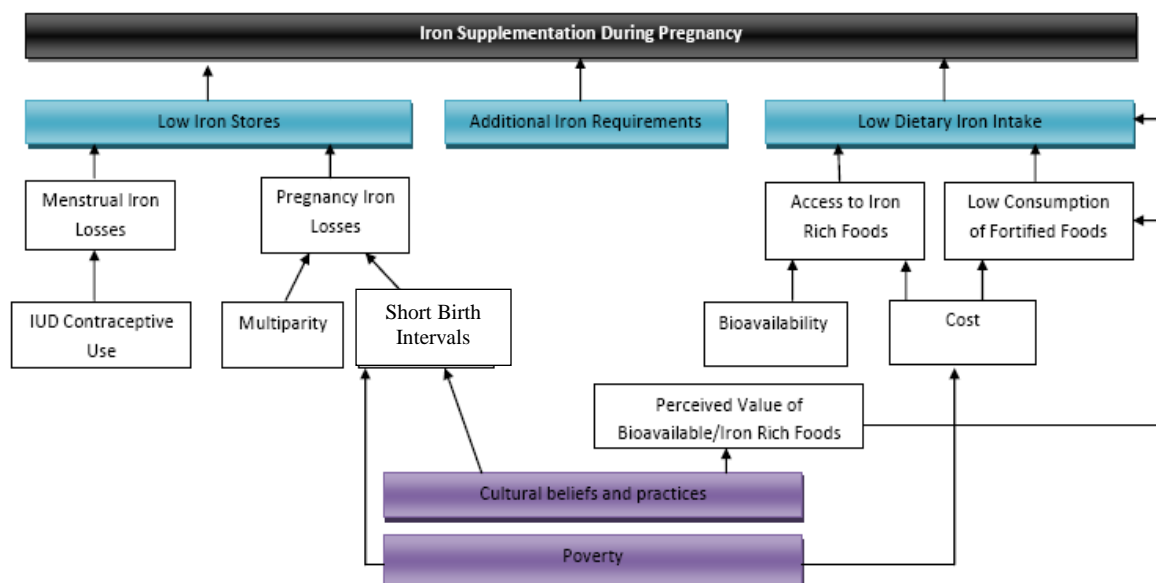 Iron Supplementation During Pregnancy
Low Iron Stores
Additional Iron Requirements
Low Dietary Iron Intake
Menstrual Iron
Losses
Pregnancy Iron
Losses
Access to Iron
Rich Foods
Low Consumption
of Fortified Foods
IUD Contraceptive
Use
Multiparity
Short Birth
Intervals
Bioavailability
Cost
Perceived Value of
Bioavailable/Iron Rich Foods
Cultural beliefs and practices
Poverty